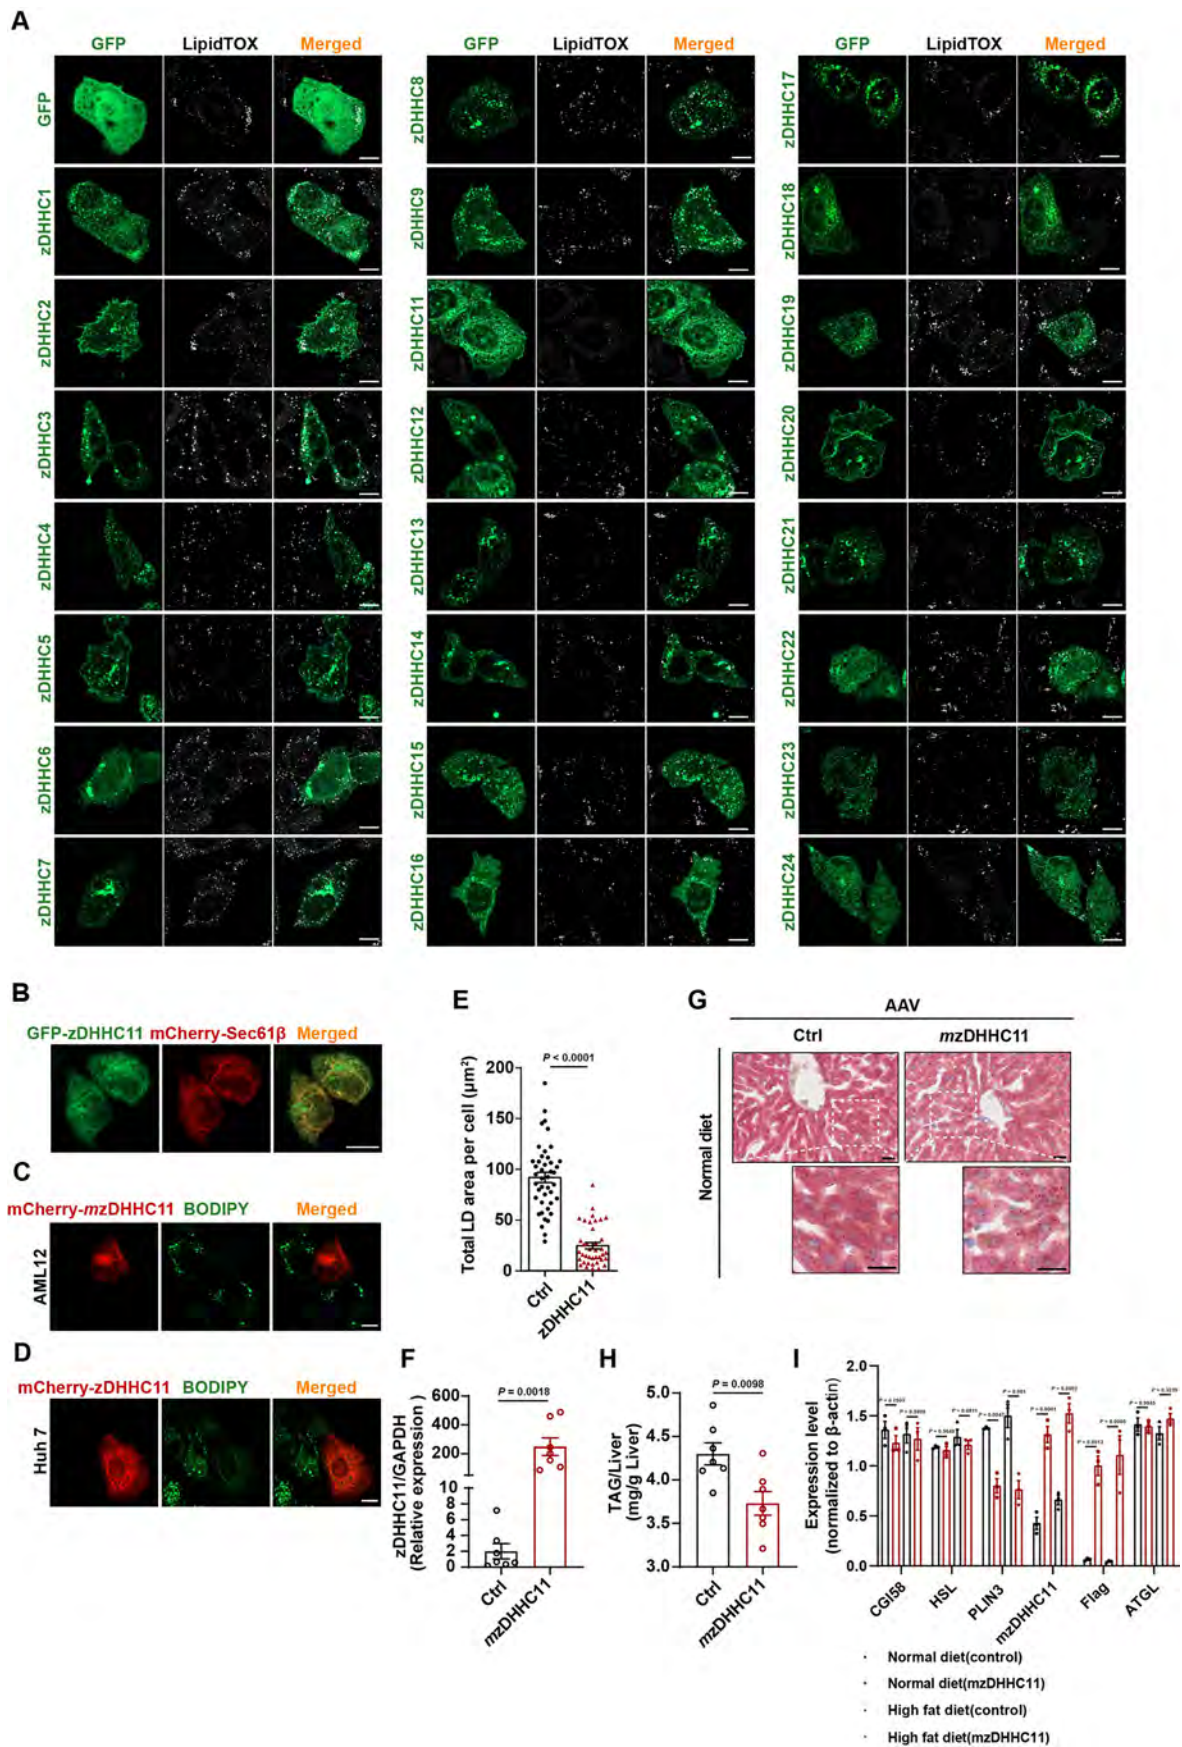 A
GFP LipidTOX Merged GFP LipidTOX Merged GFP LipidTOX Merged
GFP zDHHC8 zDHHC17
zDHHC1 zDHHC9 zDHHC18
zDHHC2 zDHHC11 zDHHC19
zDHHC3 zDHHC12 zDHHC20
zDHHC4 zDHHC13 zDHHC21
zDHHC5 zDHHC14 zDHHC22
zDHHC6 zDHHC15 zDHHC23
zDHHC7 zDHHC16 zDHHC24
B
GFP-zDHHC11 mCherry-Sec61β Merged
C
mCherry-mzDHHC11 BODIPY Merged
AML12
D
mCherry-zDHHC11 BODIPY Merged
Huh 7
E
P < 0.0001
Total LD area per cell (μm²)
200
150
100
50
0
Ctrl
zDHHC11
G
AAV
Ctrl mzDHHC11
Normal diet
F
P = 0.0018
zDHHC11/GAPDH
(Relative expression)
600
400
200
0
10
8
6
4
2
0
Ctrl
mzDHHC11
H
P = 0.0098
TAG/Liver
(mg/g Liver)
5.0
4.5
4.0
3.5
3.0
Ctrl
mzDHHC11
I
Expression level
(normalized to β-actin)
2.0
1.5
1.0
0.5
0.0
CGI58
HSL
PLIN3
mzDHHC11
Flag
ATGL
Normal diet(control)
Normal diet(mzDHHC11)
High fat diet(control)
High fat diet(mzDHHC11)